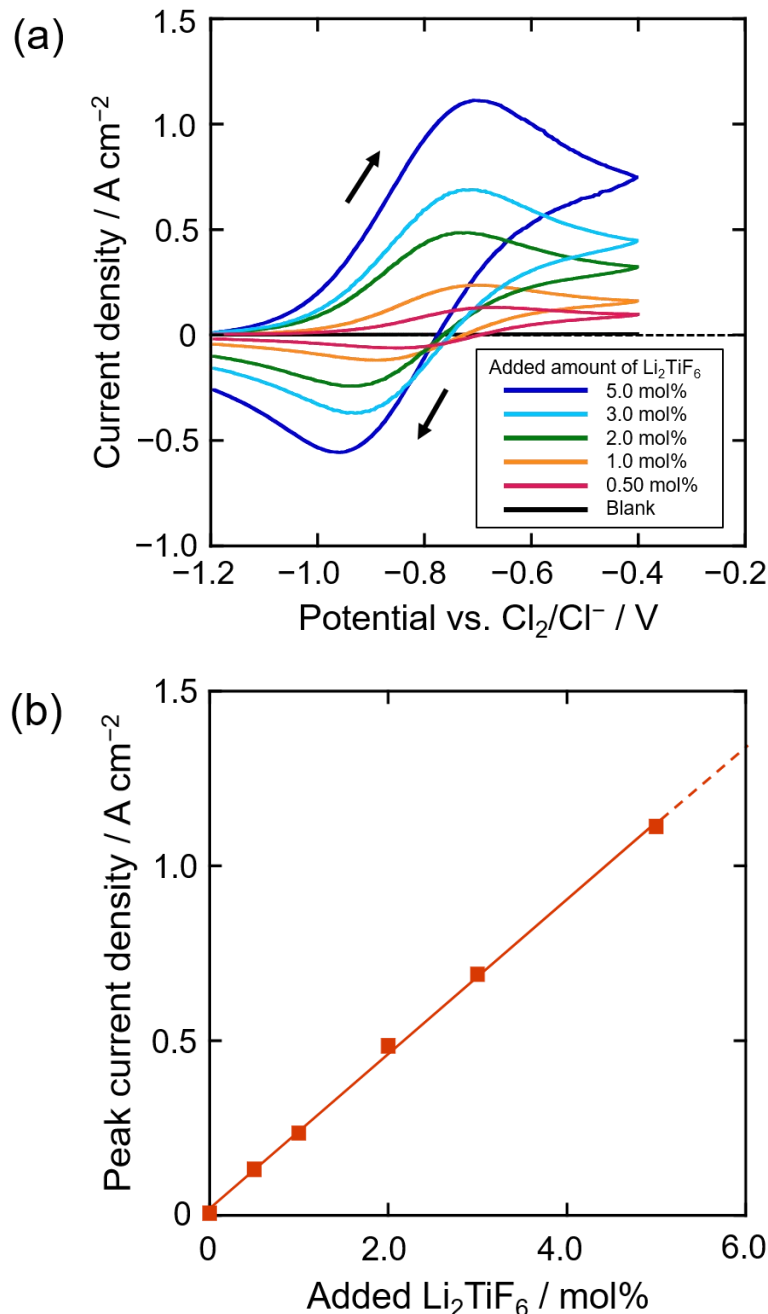 (a)
Current density / A cm⁻²
1.5
1.0
0.5
0
−0.5
−1.0
Added amount of Li₂TiF₆
5.0 mol%
3.0 mol%
2.0 mol%
1.0 mol%
0.50 mol%
Blank
−1.2 −1.0 −0.8 −0.6 −0.4 −0.2
Potential vs. Cl₂/Cl⁻ / V
(b)
Peak current density / A cm⁻²
1.5
1.0
0.5
0
0 2.0 4.0 6.0
Added Li₂TiF₆ / mol%